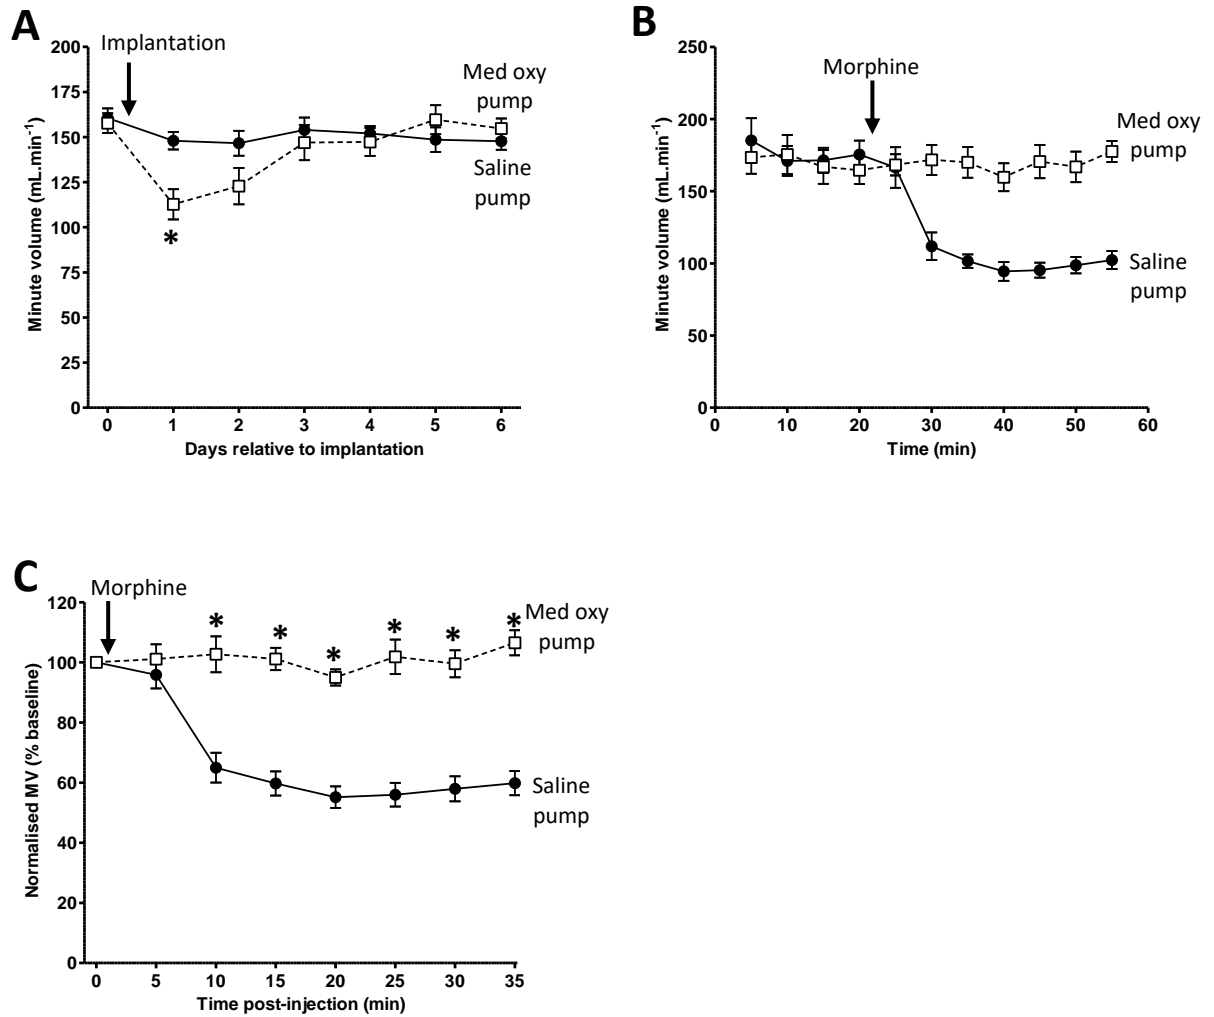 A
Implantation
200
175
150
125
100
75
50
25
0
Minute volume (mL.min⁻¹)
Med oxy
pump
Saline
pump
*
0 1 2 3 4 5 6
Days relative to implantation
B
Morphine
250
200
150
100
50
0
Minute volume (mL.min⁻¹)
Med oxy
pump
Saline
pump
0 10 20 30 40 50 60
Time (min)
C
Morphine
120
100
80
60
40
20
0
Normalised MV (% baseline)
* * * * * *
Med oxy
pump
Saline
pump
0 5 10 15 20 25 30 35
Time post-injection (min)